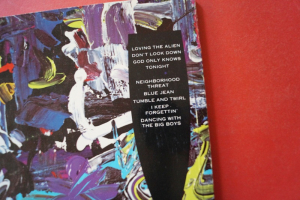 LOVING THE ALIEN
DON'T LOOK DOWN
GOD ONLY KNOWS
TONIGHT
NEIGHBORHOOD
THREAT
BLUE JEAN
TUMBLE AND TWIRL
I KEEP
FORGETTIN'
DANCING WITH
THE BIG BOYS